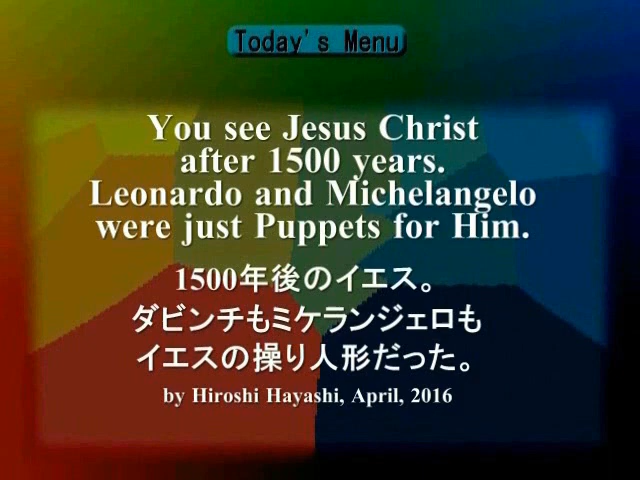 Today's Menu
You see Jesus Christ
after 1500 years.
Leonardo and Michelangelo
were just Puppets for Him.
1500年後のイエス。
ダビンチもミケランジェロも
イエスの操り人形だった。
by Hiroshi Hayashi, April, 2016